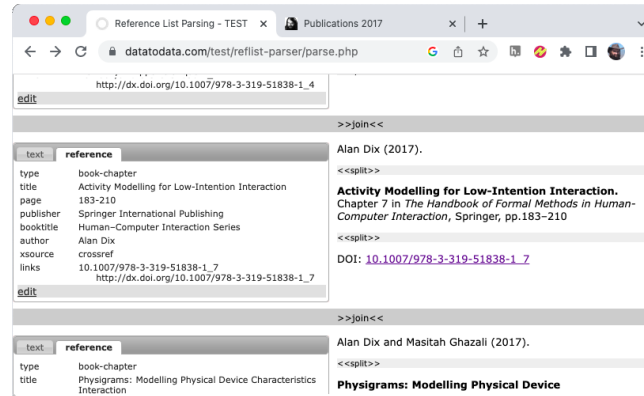 Reference List Parsing - TEST
Publications 2017
datatodata.com/test/reflist-parser/parse.php
http://dx.doi.org/10.1007/978-3-319-51838-1_4
edit
>>join<<
text reference
type book-chapter
title Activity Modelling for Low-Intention Interaction
page 183-210
publisher Springer International Publishing
booktitle Human–Computer Interaction Series
author Alan Dix
xsource crossref
links 10.1007/978-3-319-51838-1_7
http://dx.doi.org/10.1007/978-3-319-51838-1_7
edit
Alan Dix (2017).
<<split>>
Activity Modelling for Low-Intention Interaction.
Chapter 7 in The Handbook of Formal Methods in Human-
Computer Interaction, Springer, pp.183–210
<<split>>
DOI: 10.1007/978-3-319-51838-1_7
>>join<<
text reference
type book-chapter
title Physigrams: Modelling Physical Device Characteristics
Interaction
Alan Dix and Masitah Ghazali (2017).
<<split>>
Physigrams: Modelling Physical Device